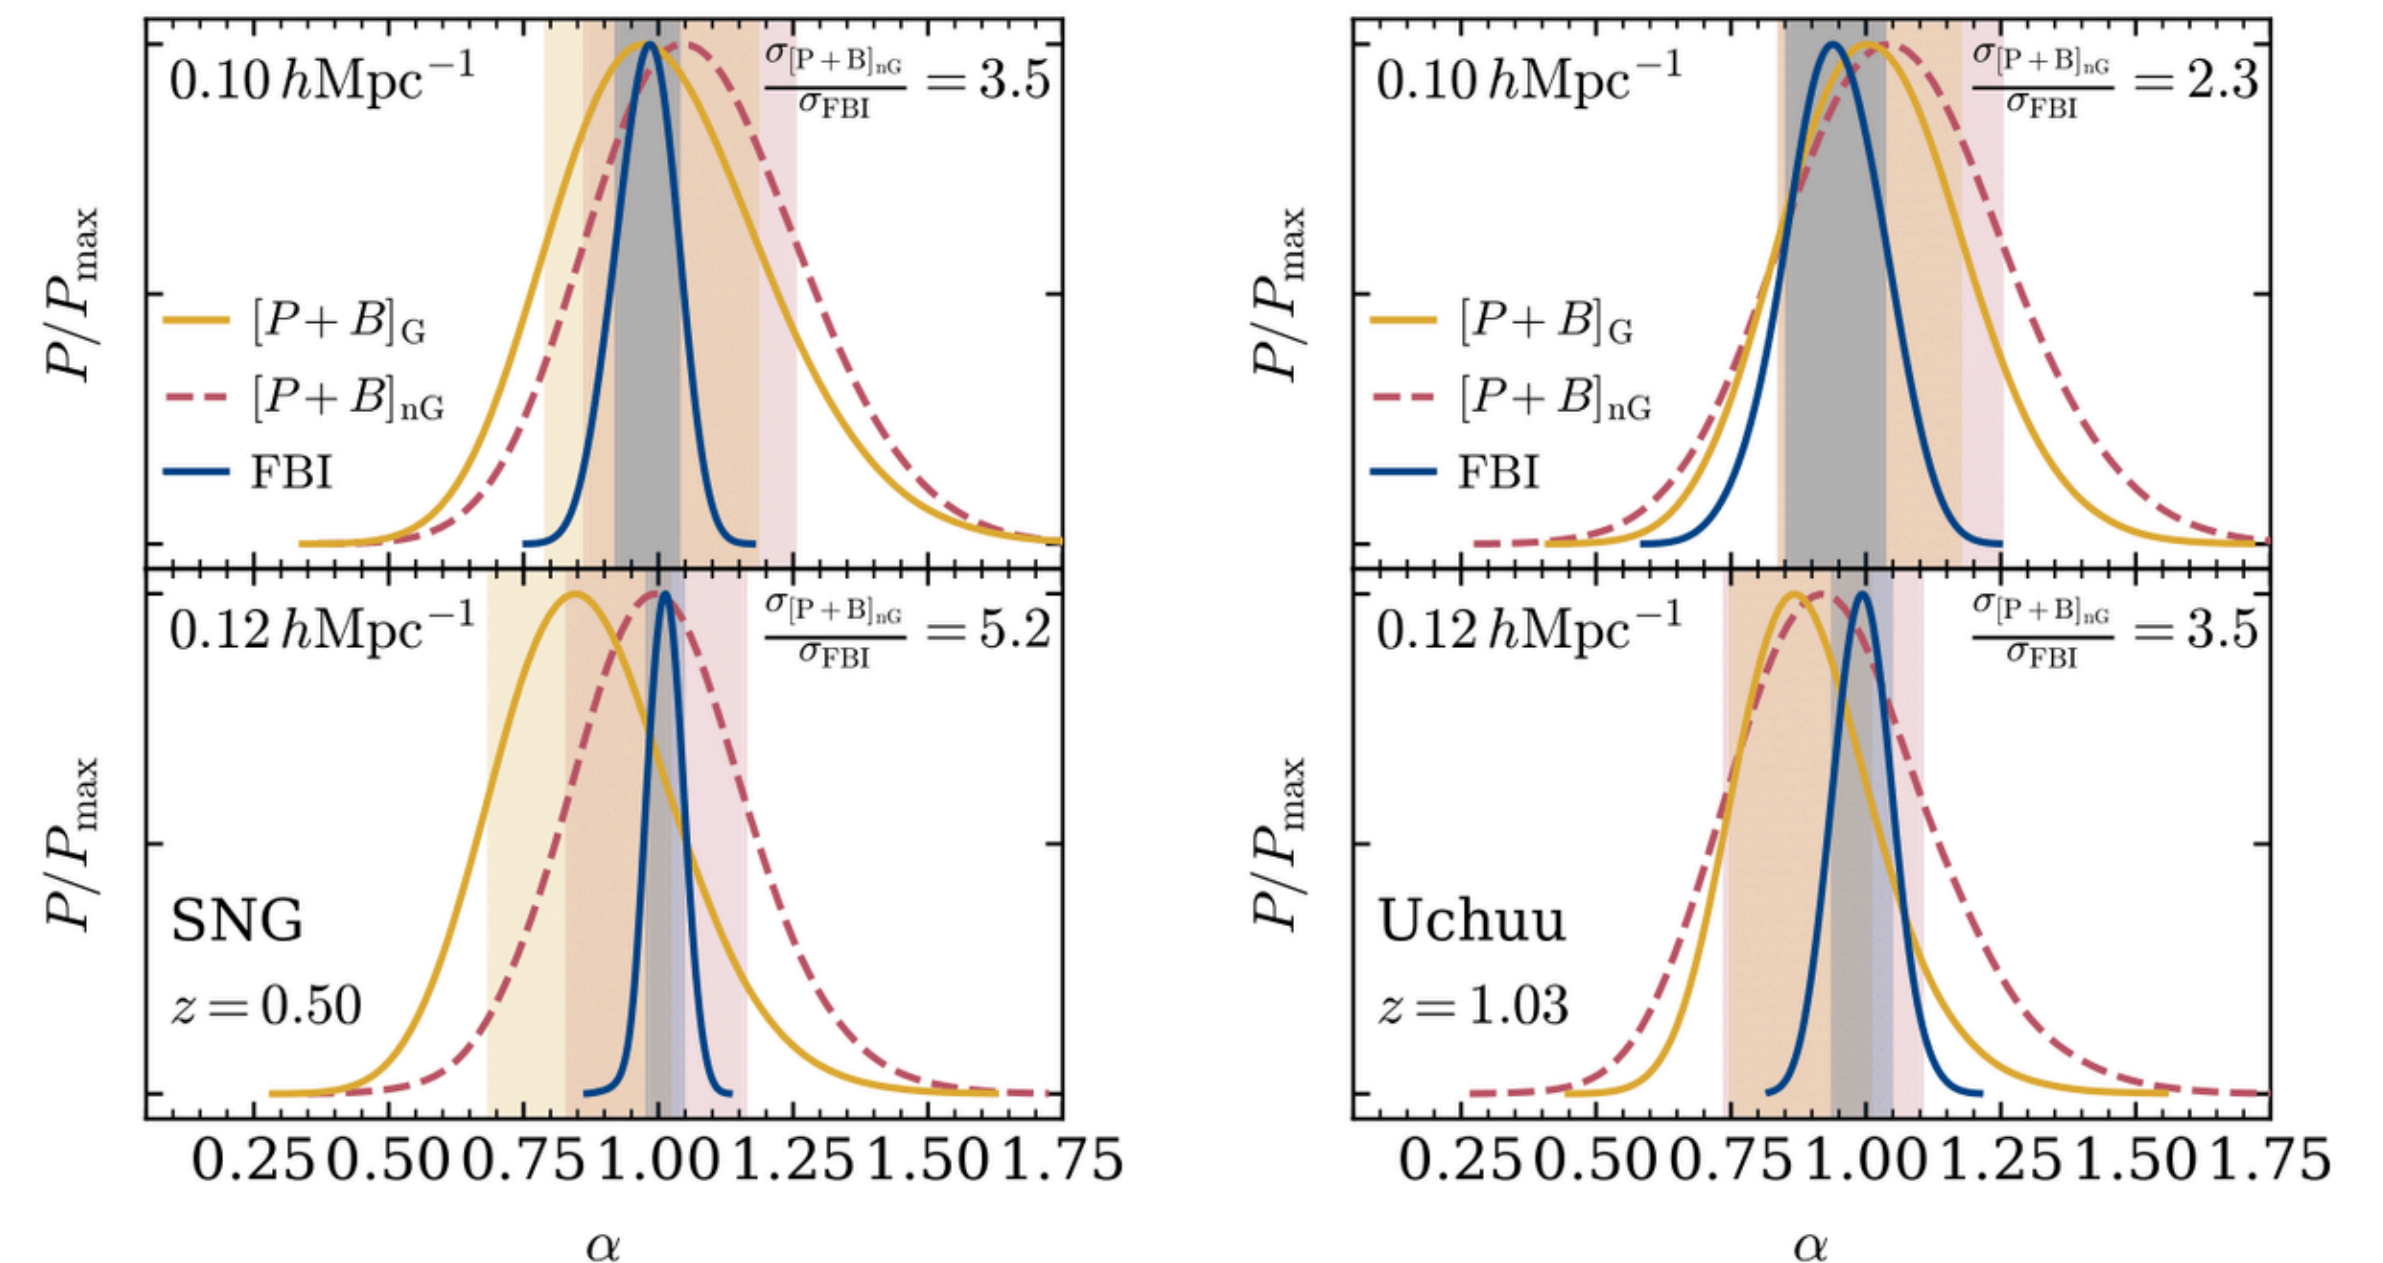 0.10 hMpc⁻¹
σ[P+B]nG / σFBI = 3.5
P/Pmax
[P+B]G
[P+B]nG
FBI
0.12 hMpc⁻¹
σ[P+B]nG / σFBI = 5.2
P/Pmax
SNG
z = 0.50
0.25 0.50 0.75 1.00 1.25 1.50 1.75
α
0.10 hMpc⁻¹
σ[P+B]nG / σFBI = 2.3
P/Pmax
[P+B]G
[P+B]nG
FBI
0.12 hMpc⁻¹
σ[P+B]nG / σFBI = 3.5
P/Pmax
Uchuu
z = 1.03
0.25 0.50 0.75 1.00 1.25 1.50 1.75
α